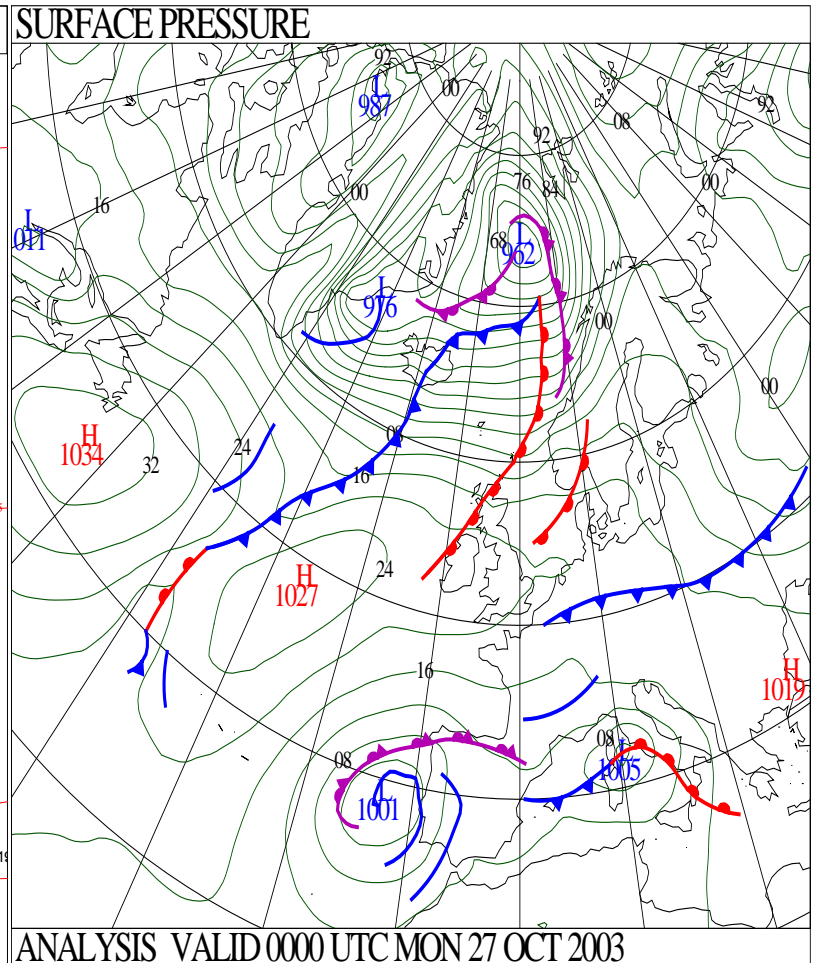 SURFACE PRESSURE
92
L
987
00
92
08
92
76
84
00
16
00
L
011
68
L
962
L
976
00
00
H
1034
08
24
32
16
H
1027
24
16
H
1019
08
08
L
1005
L
1001
ANALYSIS VALID 0000 UTC MON 27 OCT 2003